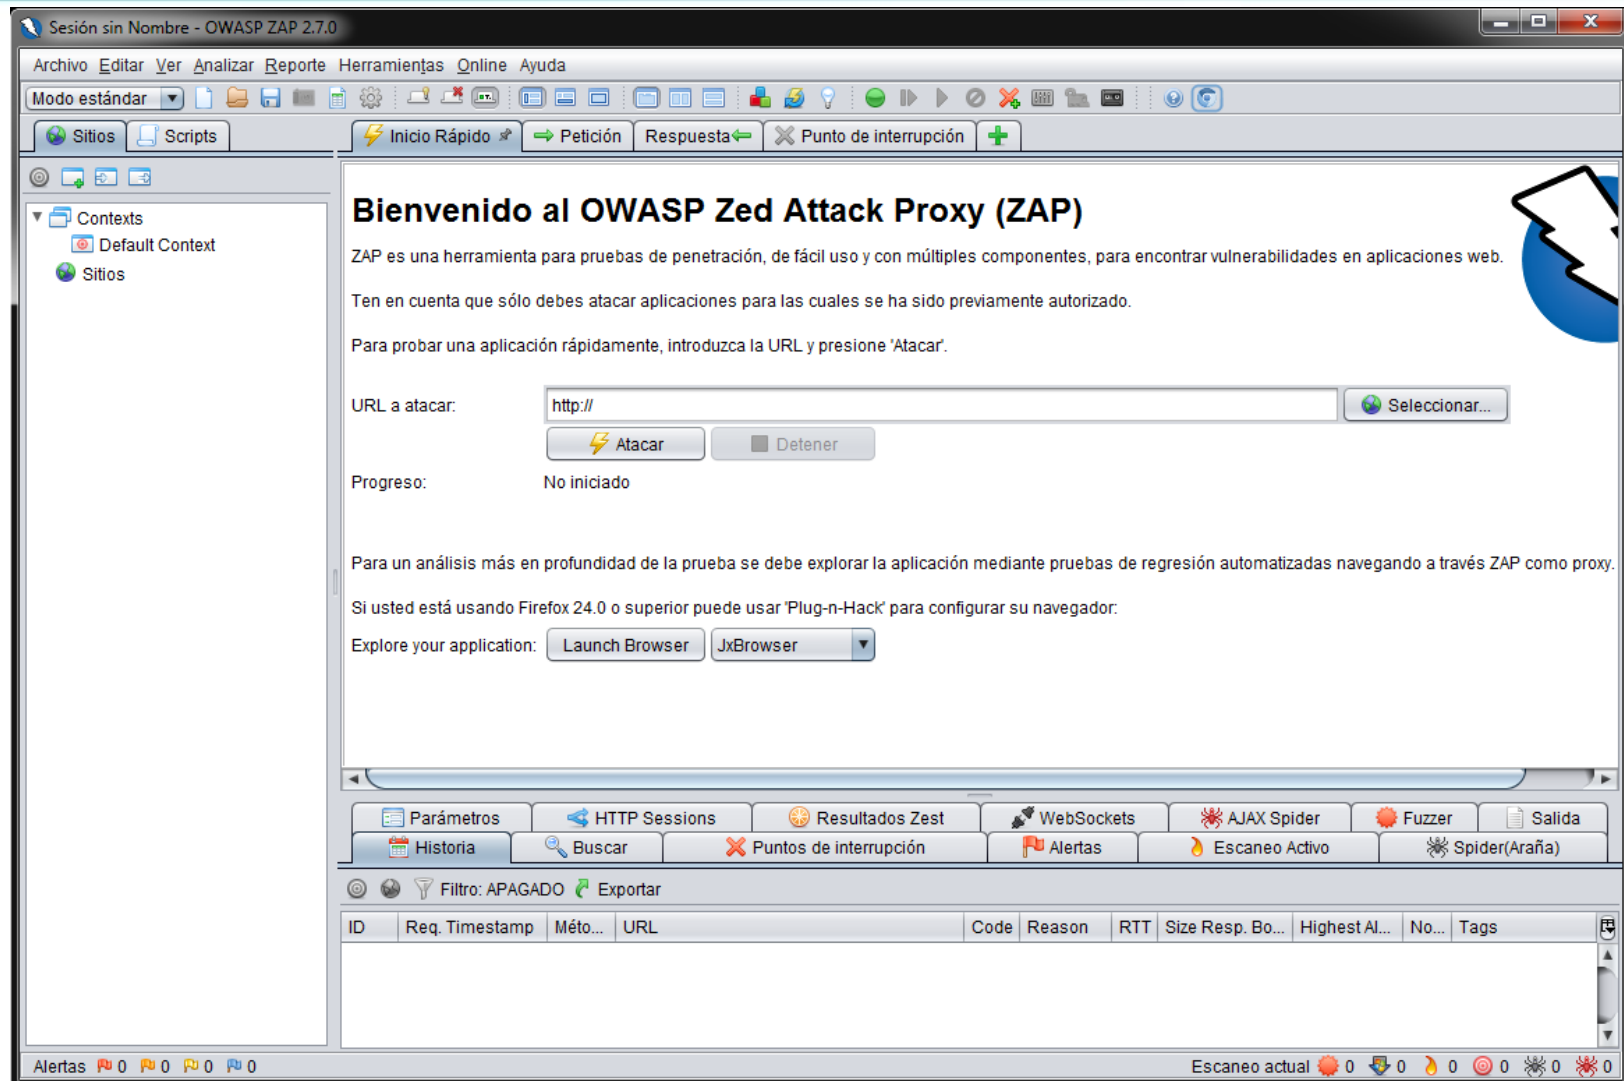 Sesión sin Nombre - OWASP ZAP 2.7.0
Archivo Editar Ver Analizar Reporte Herramientas Online Ayuda
Modo estándar
Sitios Scripts
Inicio Rápido Petición Respuesta Punto de interrupción
Contexts
Default Context
Sitios
Bienvenido al OWASP Zed Attack Proxy (ZAP)
ZAP es una herramienta para pruebas de penetración, de fácil uso y con múltiples componentes, para encontrar vulnerabilidades en aplicaciones web.
Ten en cuenta que sólo debes atacar aplicaciones para las cuales se ha sido previamente autorizado.
Para probar una aplicación rápidamente, introduzca la URL y presione 'Atacar'.
URL a atacar: http:// Seleccionar...
Atacar Detener
Progreso: No iniciado
Para un análisis más en profundidad de la prueba se debe explorar la aplicación mediante pruebas de regresión automatizadas navegando a través ZAP como proxy.
Si usted está usando Firefox 24.0 o superior puede usar 'Plug-n-Hack' para configurar su navegador:
Explore your application: Launch Browser JxBrowser
Parámetros HTTP Sessions Resultados Zest WebSockets AJAX Spider Fuzzer Salida
Historia Buscar Puntos de interrupción Alertas Escaneo Activo Spider(Araña)
Filtro: APAGADO Exportar
ID Req. Timestamp Méto... URL Code Reason RTT Size Resp. Bo... Highest Al... No... Tags
Alertas 0 0 0 0 Escaneo actual 0 0 0 0 0 0